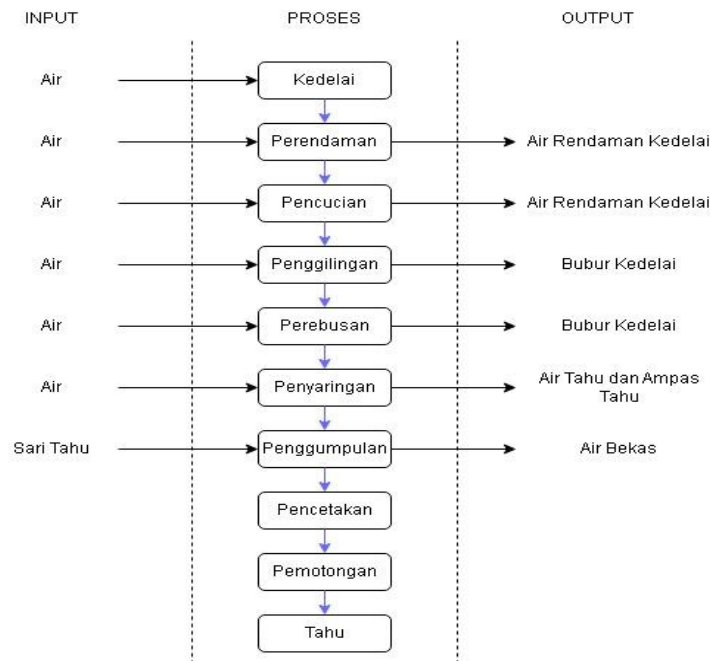 INPUT PROSES OUTPUT
Air Kedelai
Air Perendaman Air Rendaman Kedelai
Air Pencucian Air Rendaman Kedelai
Air Penggilingan Bubur Kedelai
Air Perebusan Bubur Kedelai
Air Penyaringan Air Tahu dan Ampas
Tahu
Sari Tahu Penggumpulan Air Bekas
Pencetakan
Pemotongan
Tahu